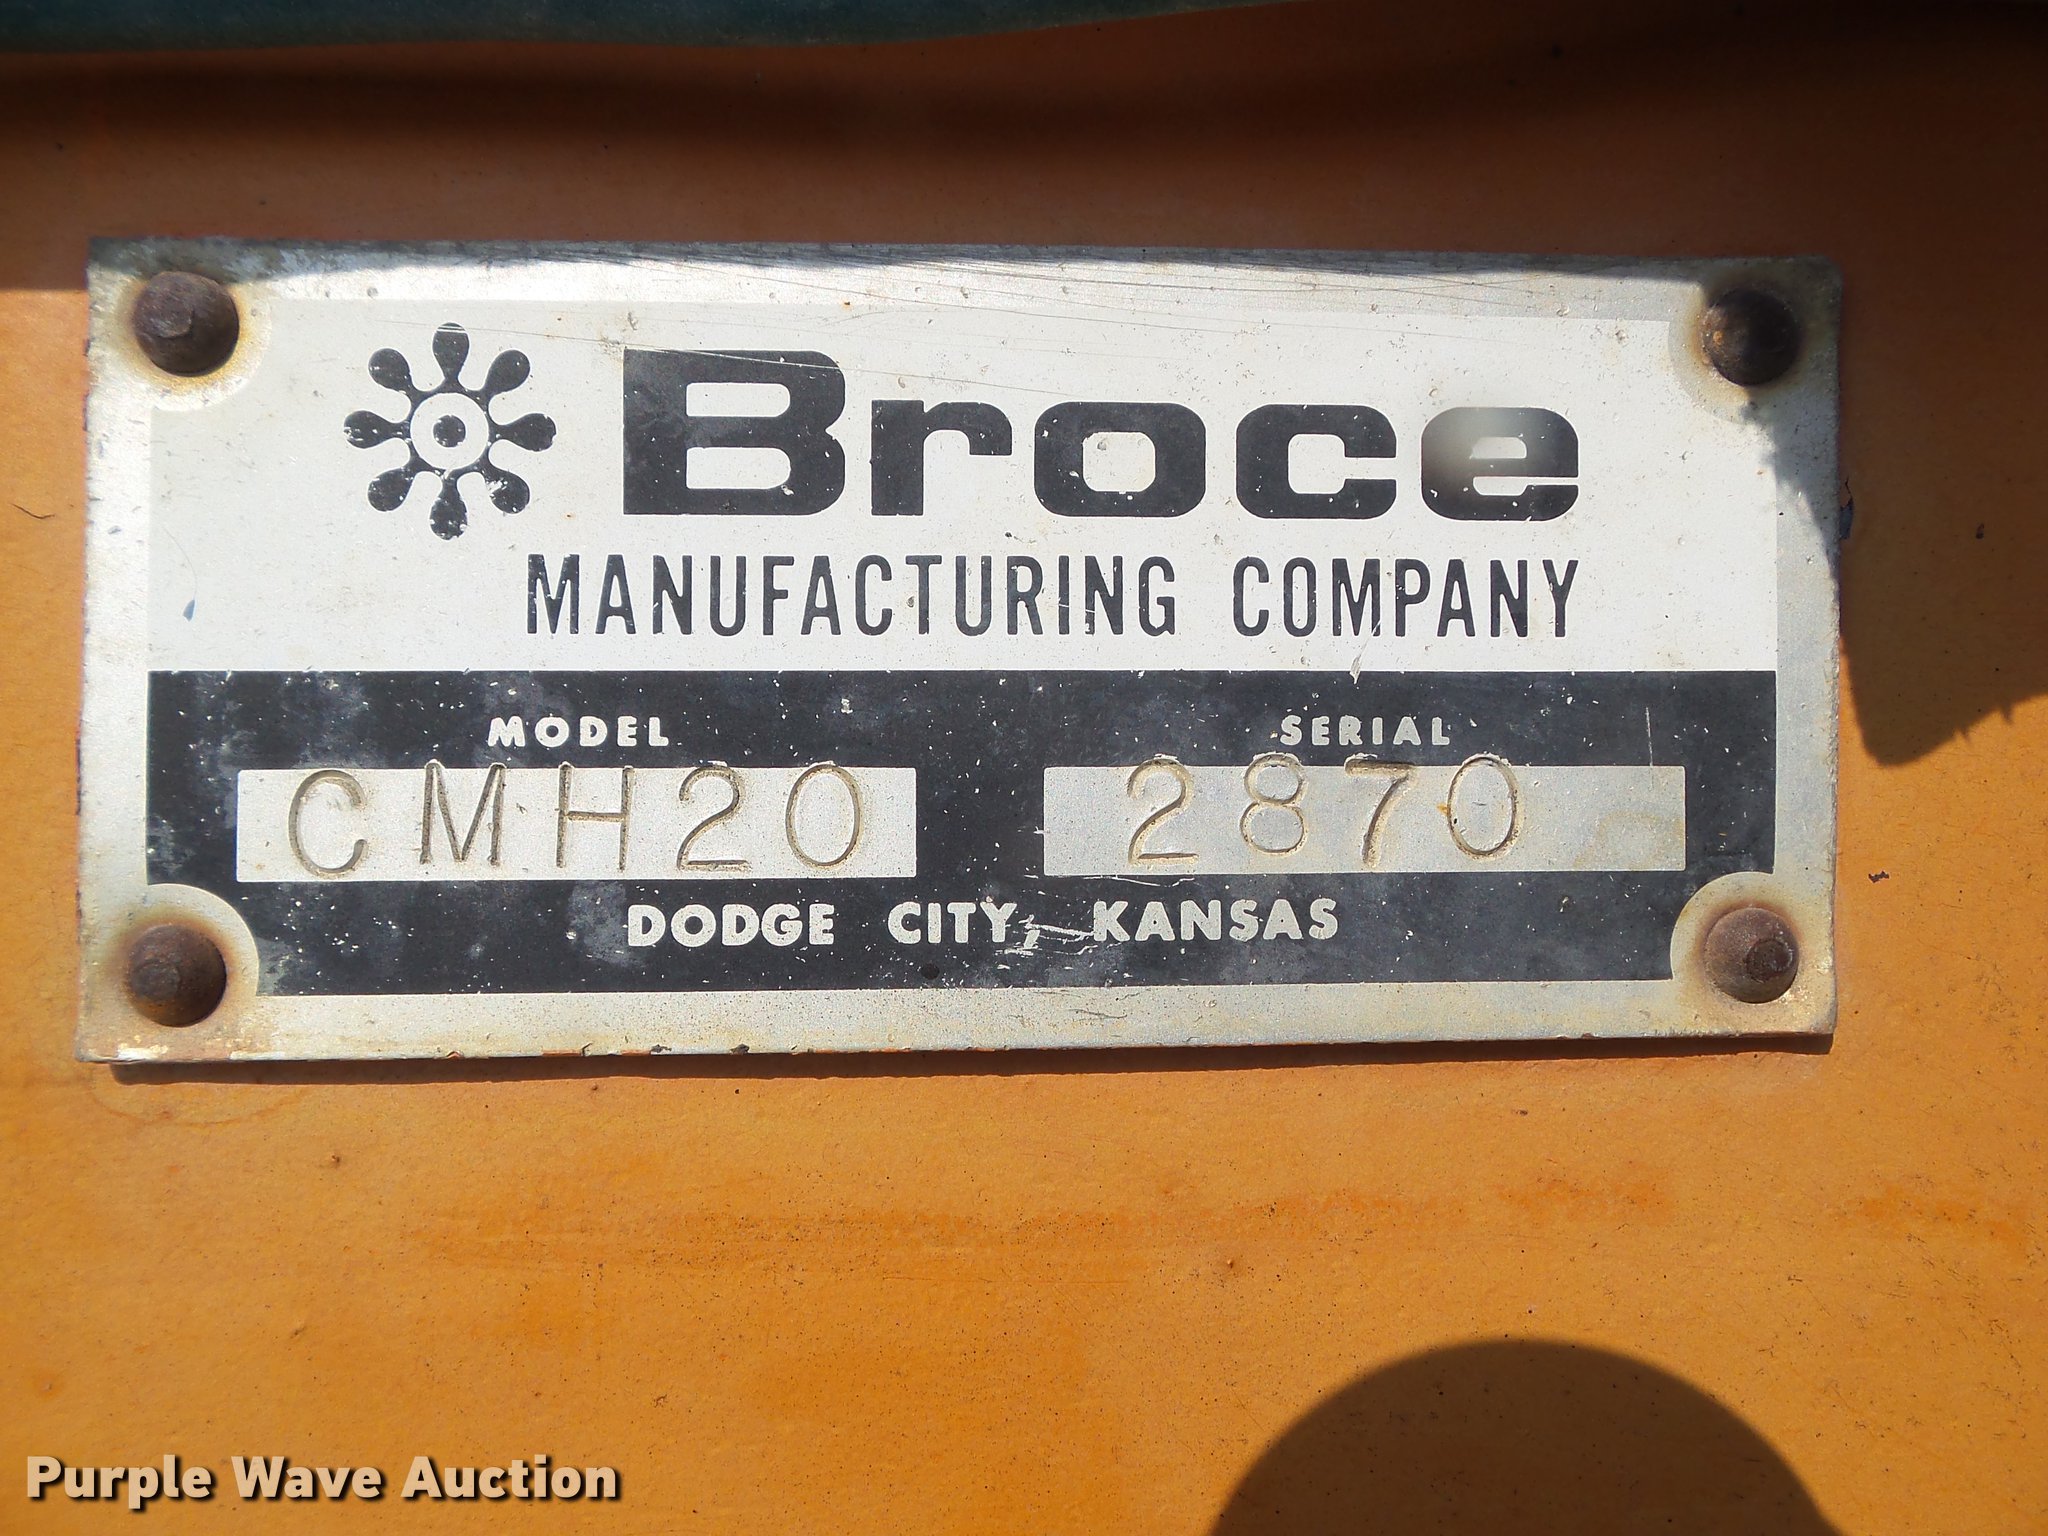 Broce
MANUFACTURING COMPANY
MODEL SERIAL
CMH20 2870
DODGE CITY, KANSAS
Purple Wave Auction